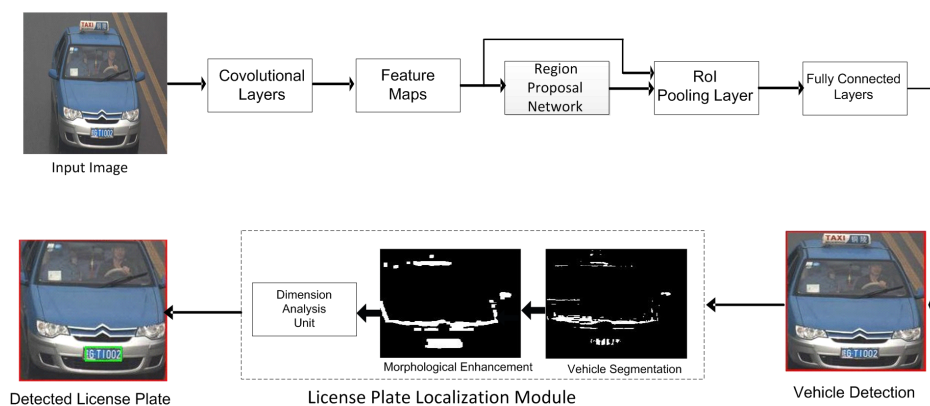 TAXI
Covolutional
Layers
Feature
Maps
Region
Proposal
Network
RoI
Pooling Layer
Fully Connected
Layers
Input Image
TAXI
Dimension
Analysis
Unit
Morphological Enhancement
Vehicle Segmentation
Detected License Plate
License Plate Localization Module
Vehicle Detection